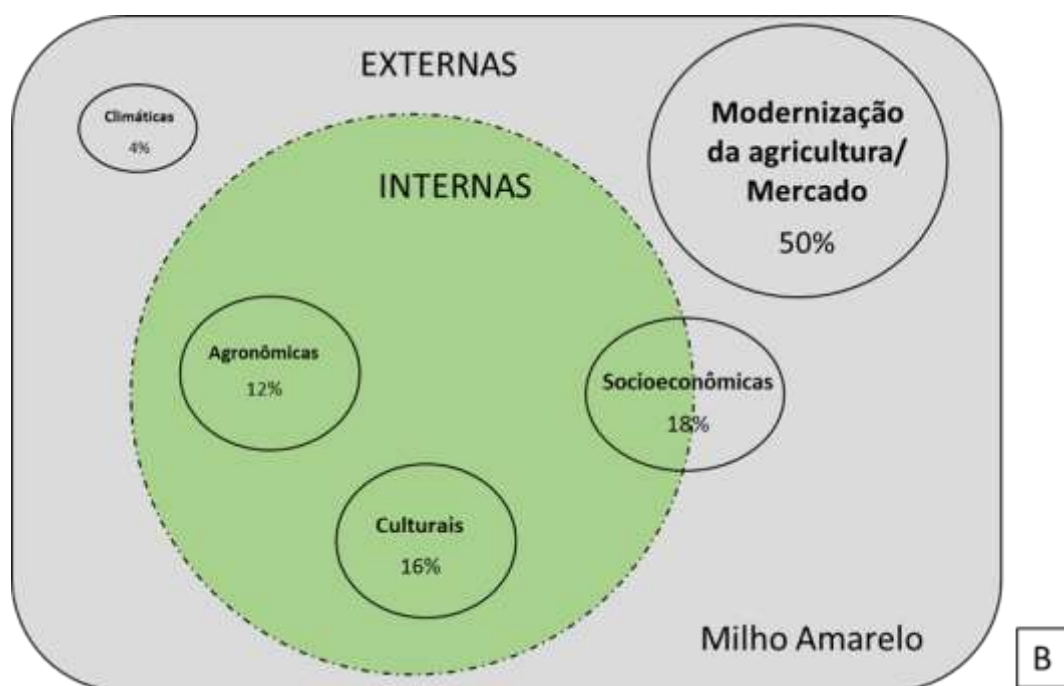 EXTERNAS
Climáticas
4%
Modernização
da agricultura/
Mercado
50%
INTERNAS
Agronômicas
12%
Socioeconômicas
18%
Culturais
16%
Milho Amarelo
B